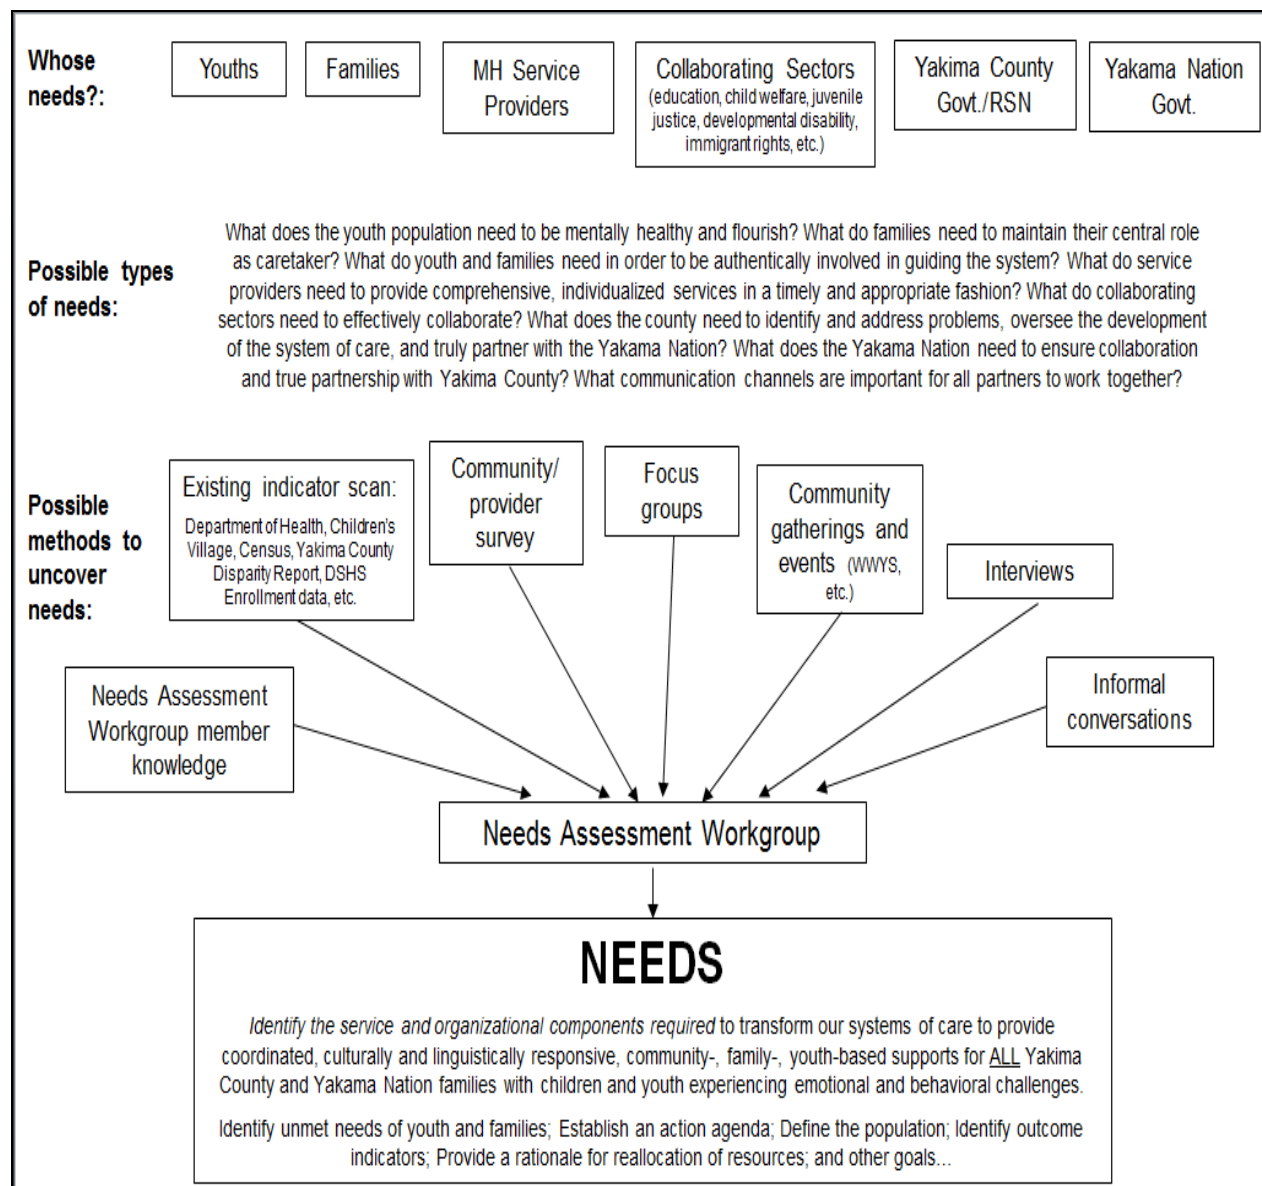 Whose
needs?:
Youths
Families
MH Service
Providers
Collaborating Sectors
(education, child welfare, juvenile
justice, developmental disability,
immigrant rights, etc.)
Yakima County
Govt./RSN
Yakama Nation
Govt.
Possible types
of needs:
What does the youth population need to be mentally healthy and flourish? What do families need to maintain their central role
as caretaker? What do youth and families need in order to be authentically involved in guiding the system? What do service
providers need to provide comprehensive, individualized services in a timely and appropriate fashion? What do collaborating
sectors need to effectively collaborate? What does the county need to identify and address problems, oversee the development
of the system of care, and truly partner with the Yakama Nation? What does the Yakama Nation need to ensure collaboration
and true partnership with Yakima County? What communication channels are important for all partners to work together?
Possible
methods to
uncover
needs:
Existing indicator scan:
Department of Health, Children's
Village, Census, Yakima County
Disparity Report, DSHS
Enrollment data, etc.
Community/
provider
survey
Focus
groups
Community
gatherings and
events (WWYS,
etc.)
Interviews
Needs Assessment
Workgroup member
knowledge
Informal
conversations
Needs Assessment Workgroup
NEEDS
Identify the service and organizational components required to transform our systems of care to provide
coordinated, culturally and linguistically responsive, community-, family-, youth-based supports for ALL Yakima
County and Yakama Nation families with children and youth experiencing emotional and behavioral challenges.
Identify unmet needs of youth and families; Establish an action agenda; Define the population; Identify outcome
indicators; Provide a rationale for reallocation of resources; and other goals...